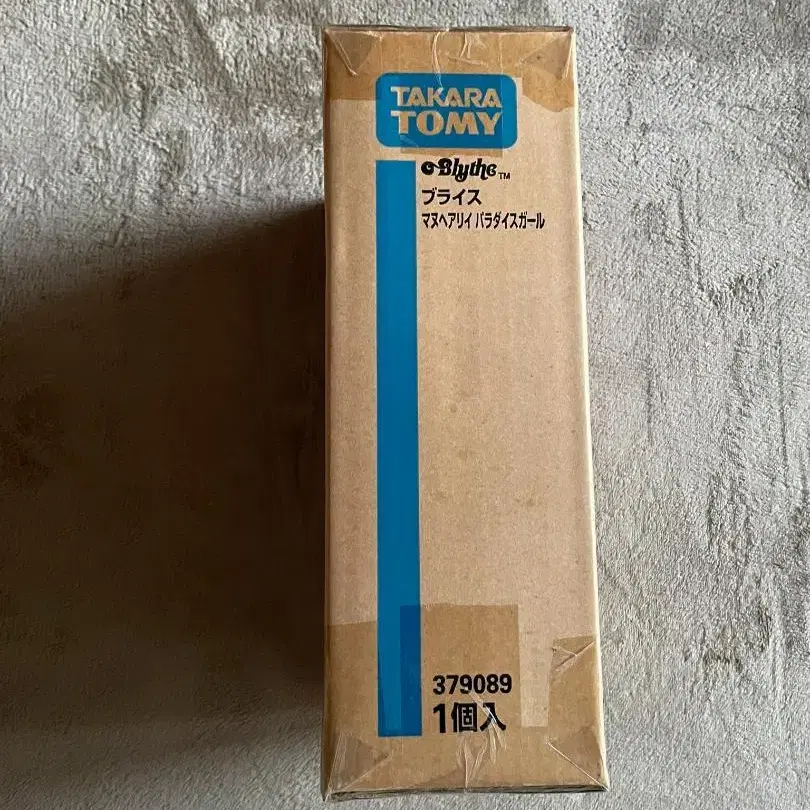 TAKARA
TOMY
Blythe™
ブライス
マヌヘアリイ パラダイスガール
379089
1個入